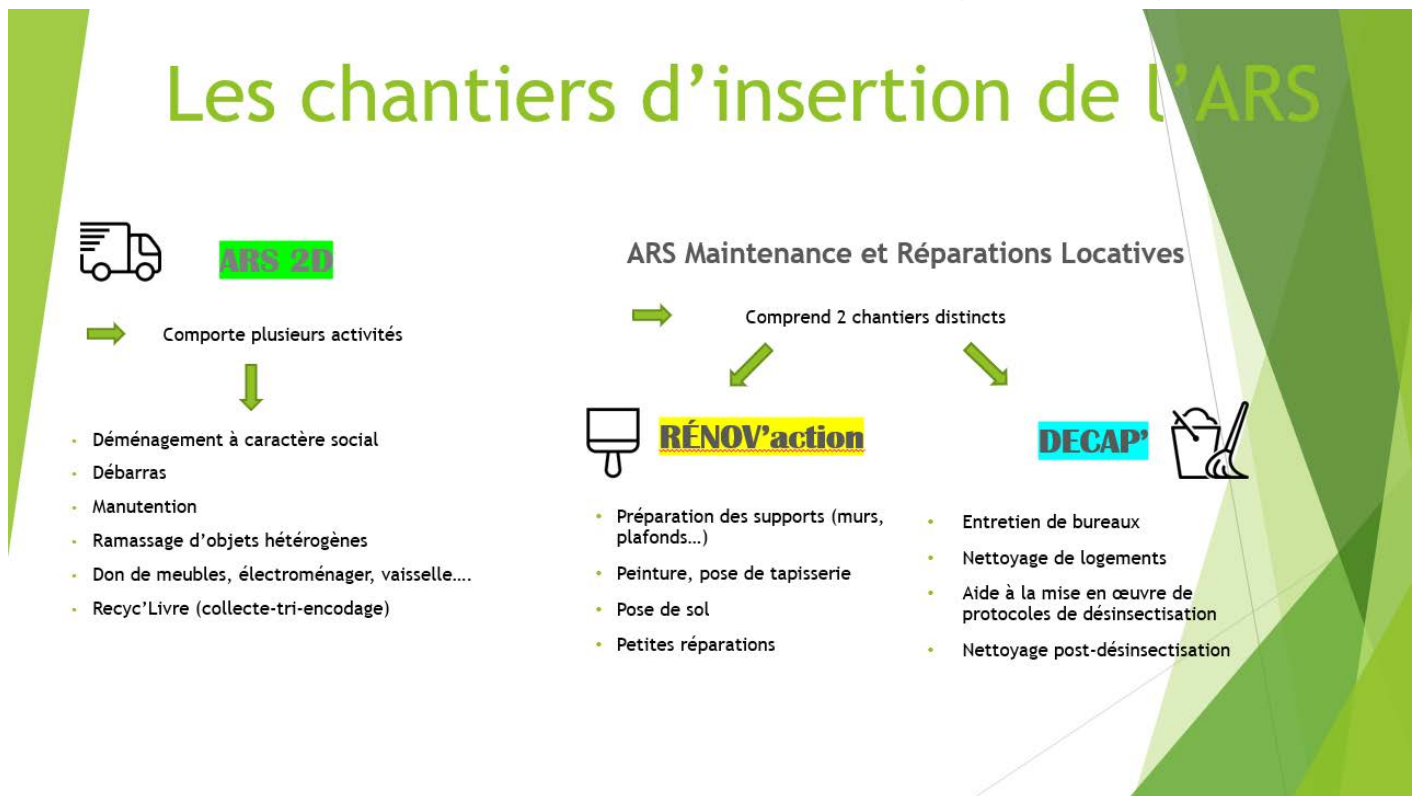 Les chantiers d’insertion de l’ARS
ARS 2D
Comporte plusieurs activités
Déménagement à caractère social
Débarras
Manutention
Ramassage d’objets hétérogènes
Don de meubles, électroménager, vaisselle….
Recyc’Livre (collecte-tri-encodage)
ARS Maintenance et Réparations Locatives
Comprend 2 chantiers distincts
RÉNOV’action
Préparation des supports (murs,
plafonds…)
Peinture, pose de tapisserie
Pose de sol
Petites réparations
DECAP’
Entretien de bureaux
Nettoyage de logements
Aide à la mise en œuvre de
protocoles de désinsectisation
Nettoyage post-désinsectisation